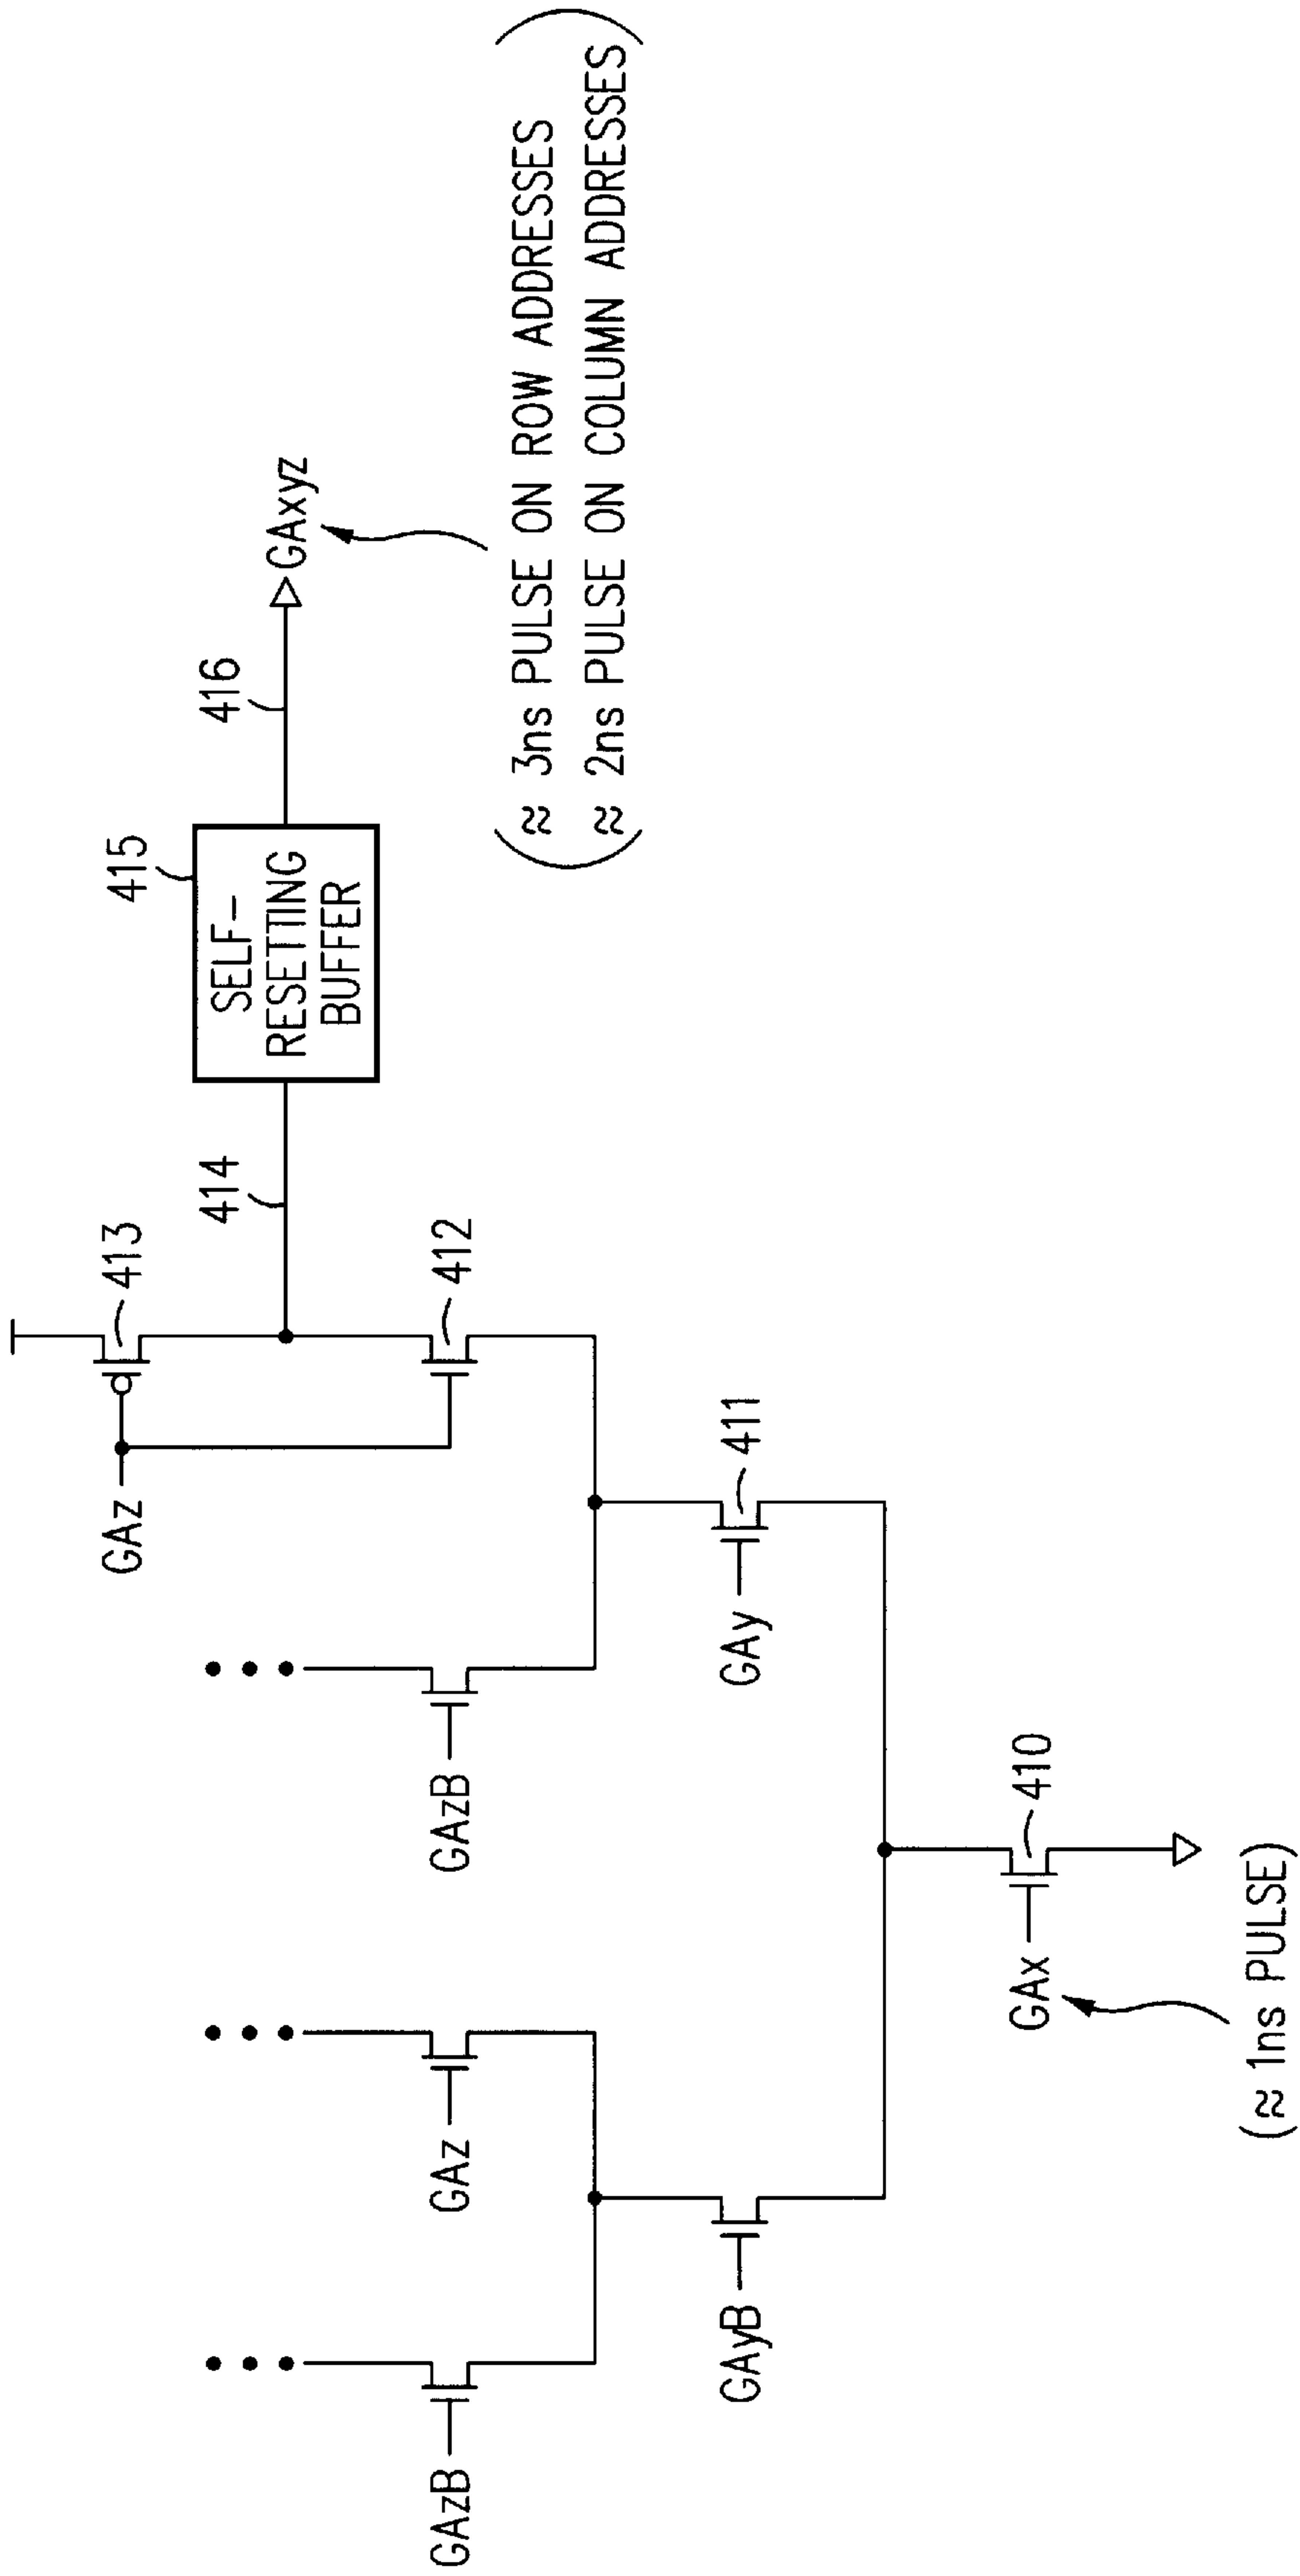 GAzB
GAz
GAzB
GAz
413
412
414
415
SELF–
RESETTING
BUFFER
416
GAxyz
≈ 3ns PULSE ON ROW ADDRESSES
≈ 2ns PULSE ON COLUMN ADDRESSES
GAyB
GAy
411
GAx
410
(≈ 1ns PULSE)